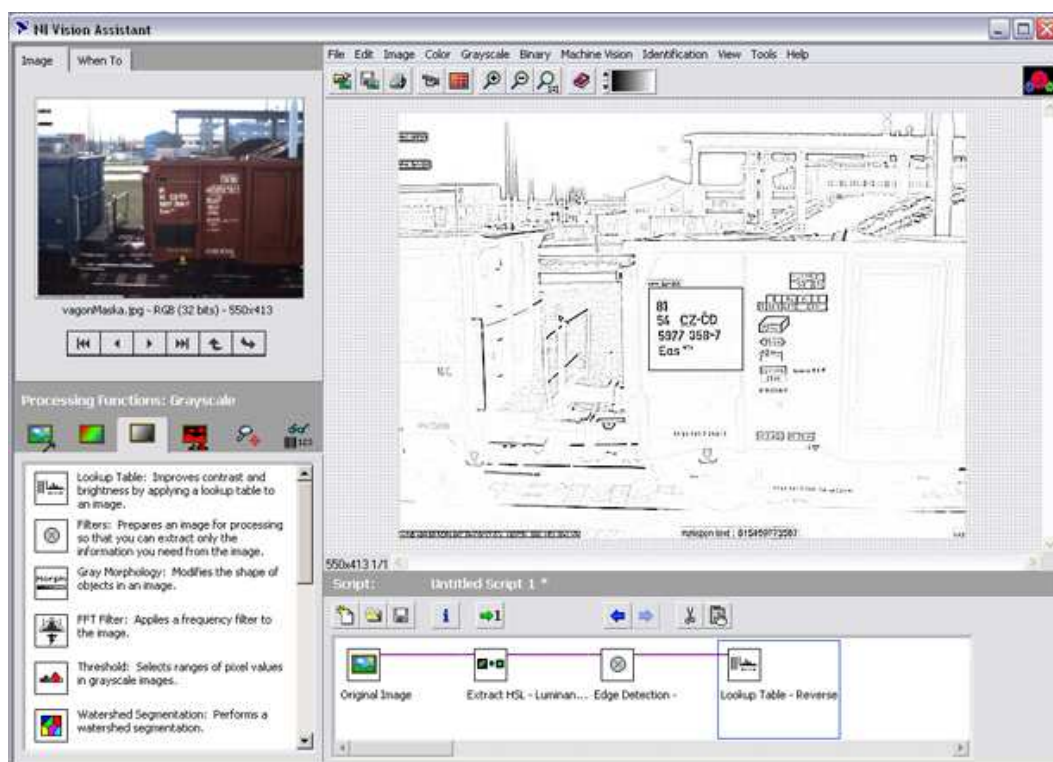 NI Vision Assistant
Image
When To
File Edit Image Color Grayscale Binary Machine Vision Identification View Tools Help
vagonMaska.jpg - RGB (32 bits) - 550x413
81
54 CZ-ČD
5977 358-7
Eas
Processing Functions: Grayscale
Lookup Table: Improves contrast and
brightness by applying a lookup table to
an image.
Filters: Prepares an image for processing
so that you can extract only the
information you need from the image.
Gray Morphology: Modifies the shape of
objects in an image.
FFT Filter: Applies a frequency filter to
the image.
Threshold: Selects ranges of pixel values
in grayscale images.
Watershed Segmentation: Performs a
watershed segmentation.
550x413 1/1
Script: Untitled Script 1 *
Original Image
Extract HSL - Luminan...
Edge Detection -
Lookup Table - Reverse